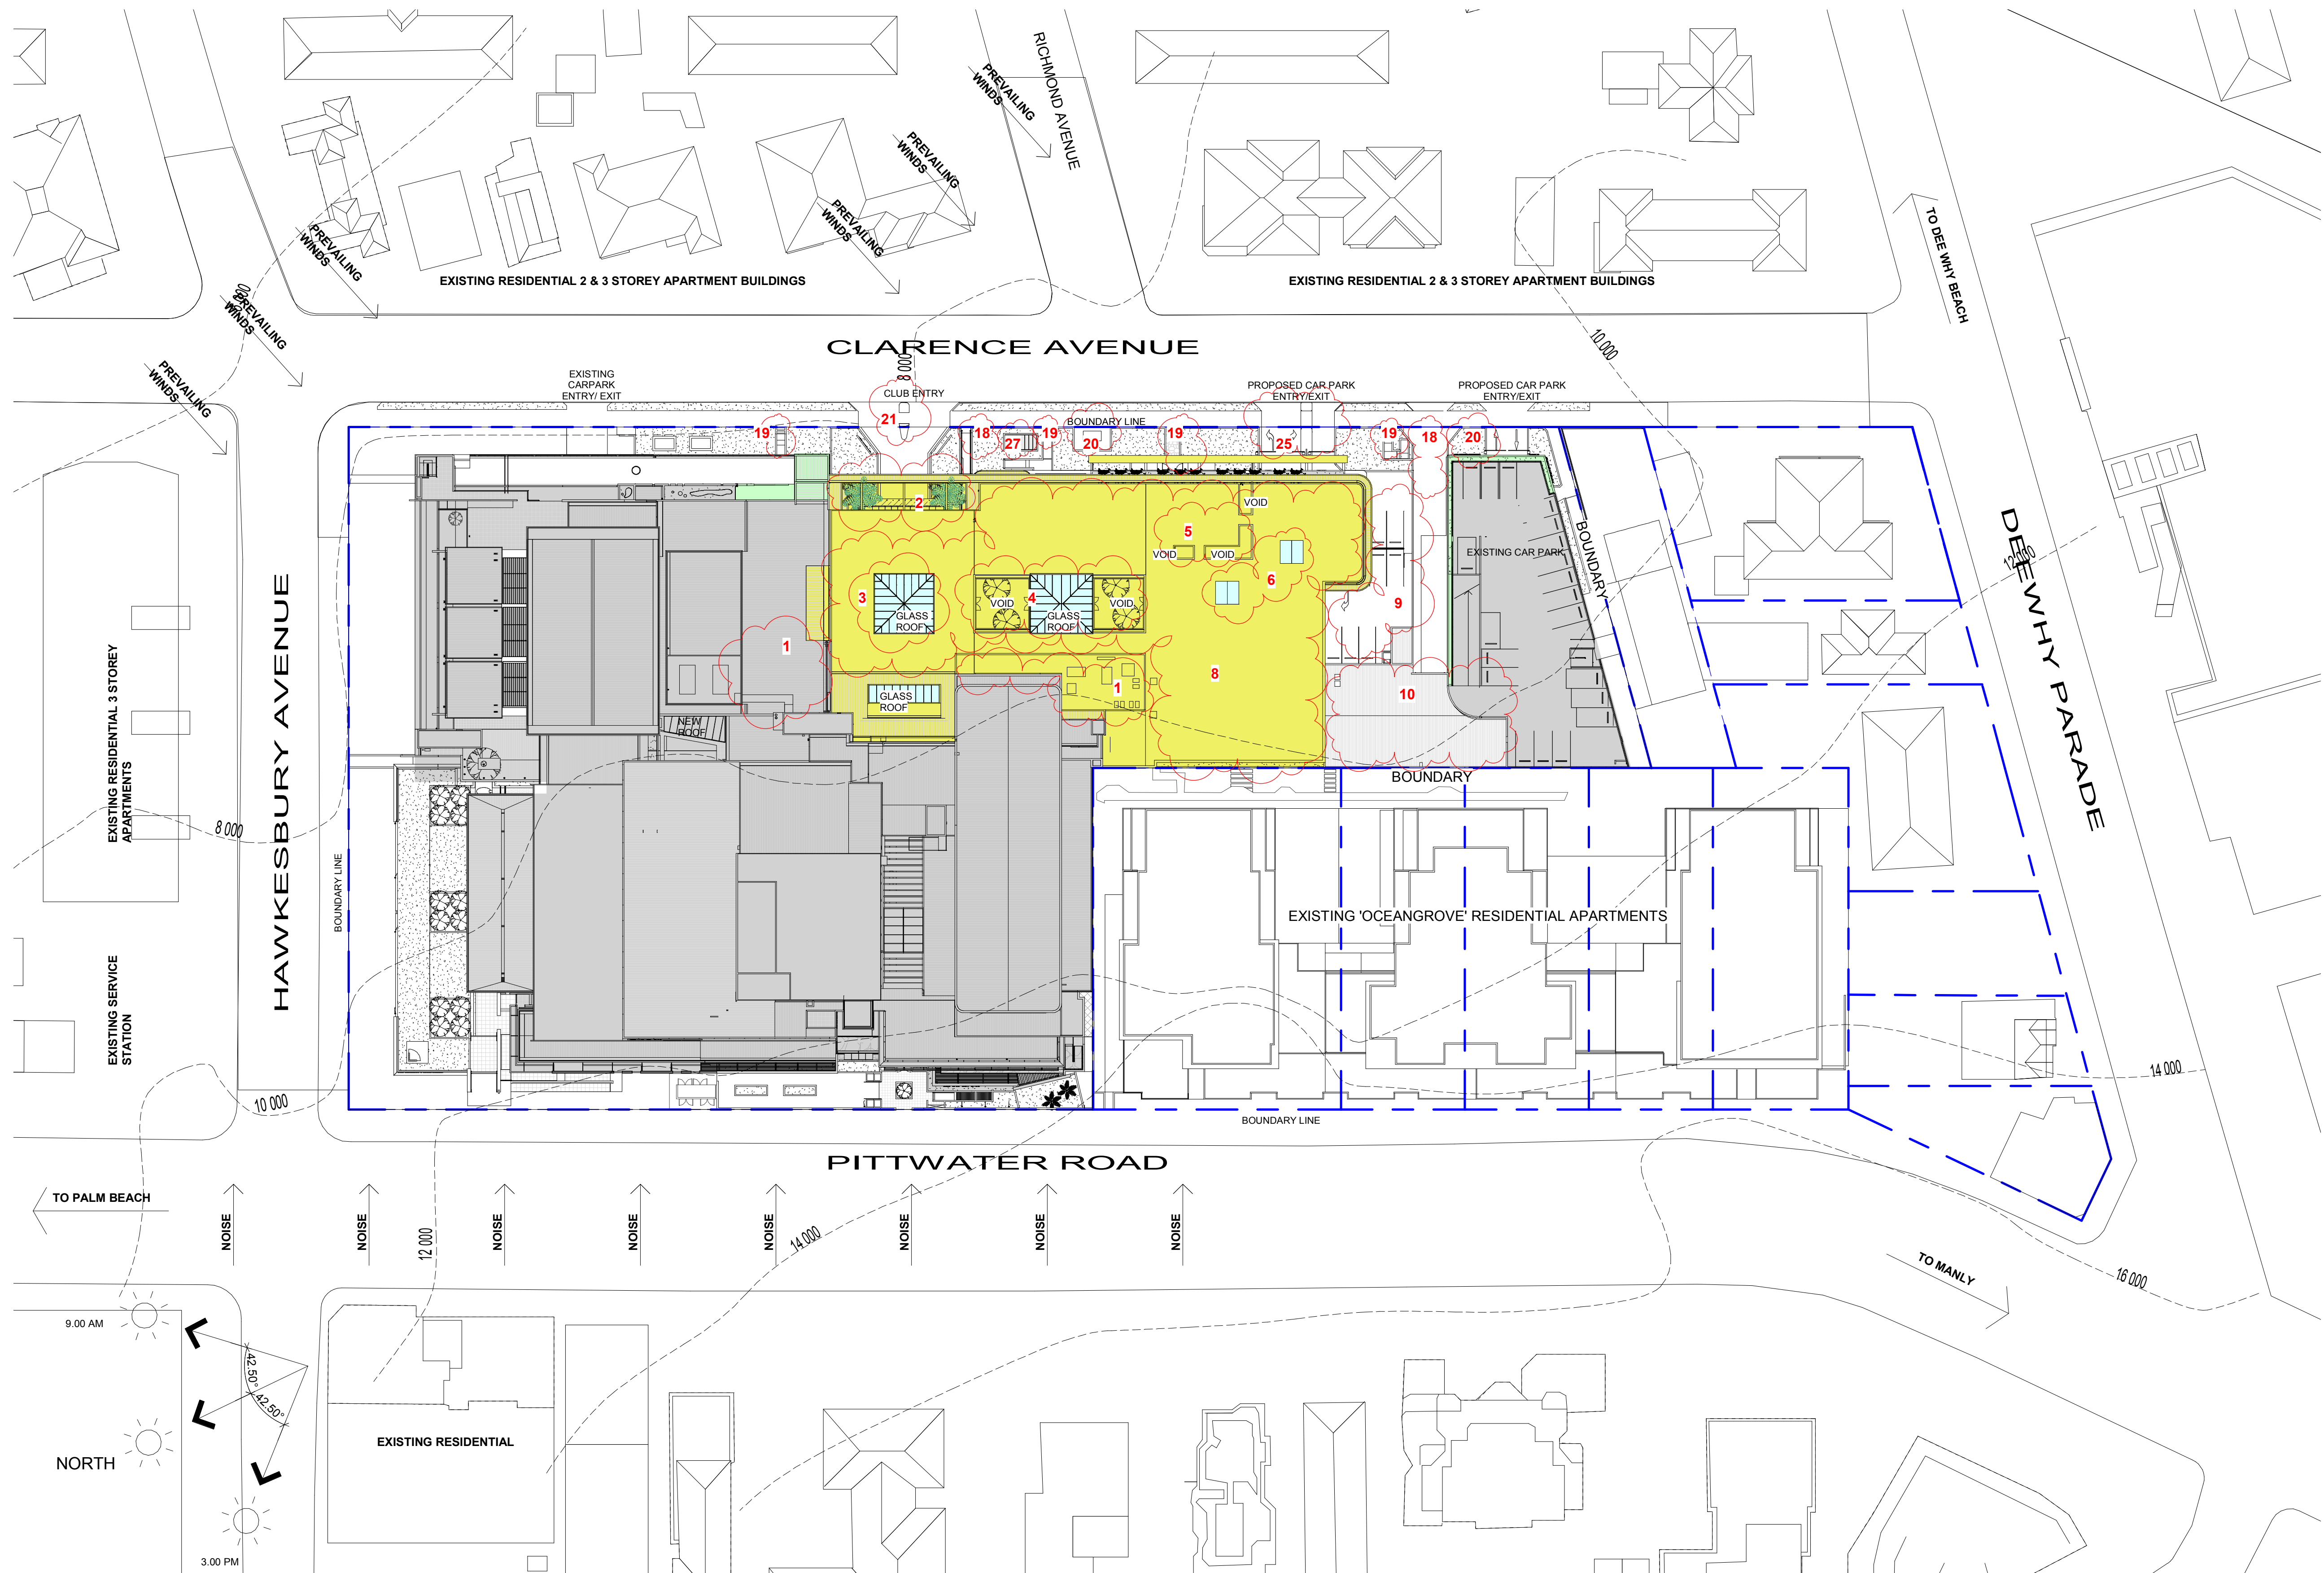 RICHMOND AVENUE
PREVAILING
WINDS
PREVAILING
WINDS
PREVAILING
WINDS
PREVAILING
WINDS
PREVAILING
WINDS
PREVAILING
WINDS
TO DEE WHY BEACH
EXISTING RESIDENTIAL 2 & 3 STOREY APARTMENT BUILDINGS
EXISTING RESIDENTIAL 2 & 3 STOREY APARTMENT BUILDINGS
CLARENCE AVENUE
8 000
10 000
EXISTING
CARPARK
ENTRY/ EXIT
CLUB ENTRY
PROPOSED CAR PARK
ENTRY/EXIT
PROPOSED CAR PARK
ENTRY/EXIT
BOUNDARY LINE
19
21
18
27
19
20
19
25
19
18
20
2
VOID
5
VOID
VOID
6
EXISTING CAR PARK
BOUNDARY
12 000
DEEWHY PARADE
3
GLASS
ROOF
VOID
4
GLASS
ROOF
VOID
9
1
8
1
10
GLASS
ROOF
NEW
ROOF
BOUNDARY
HAWKESBURY AVENUE
EXISTING RESIDENTIAL 3 STOREY
APARTMENTS
8 000
BOUNDARY LINE
EXISTING SERVICE
STATION
EXISTING 'OCEANGROVE' RESIDENTIAL APARTMENTS
10 000
14 000
BOUNDARY LINE
PITTWATER ROAD
TO PALM BEACH
NOISE
NOISE
NOISE
NOISE
NOISE
NOISE
NOISE
NOISE
12 000
14 000
TO MANLY
16 000
9.00 AM
42.50°
42.50°
NORTH
3.00 PM
EXISTING RESIDENTIAL